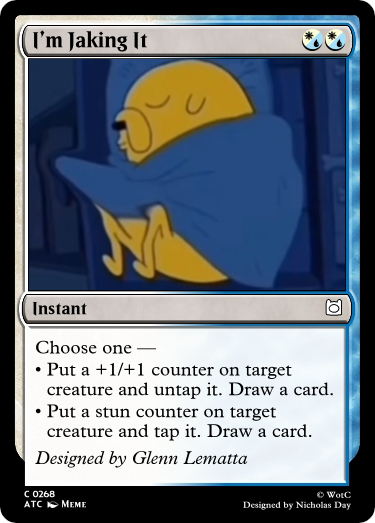 I'm Jaking It
Instant
Choose one —
• Put a +1/+1 counter on target
creature and untap it. Draw a card.
• Put a stun counter on target
creature and tap it. Draw a card.
Designed by Glenn Lematta
C 0268
ATC MEME
© WotC
Designed by Nicholas Day